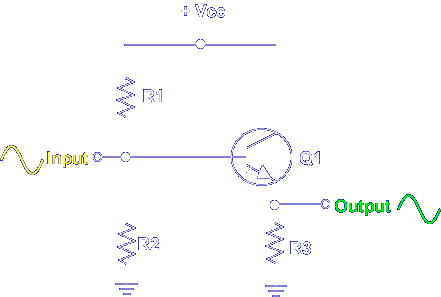 + Vcc
R1
Input
Q1
Output
R2
R3